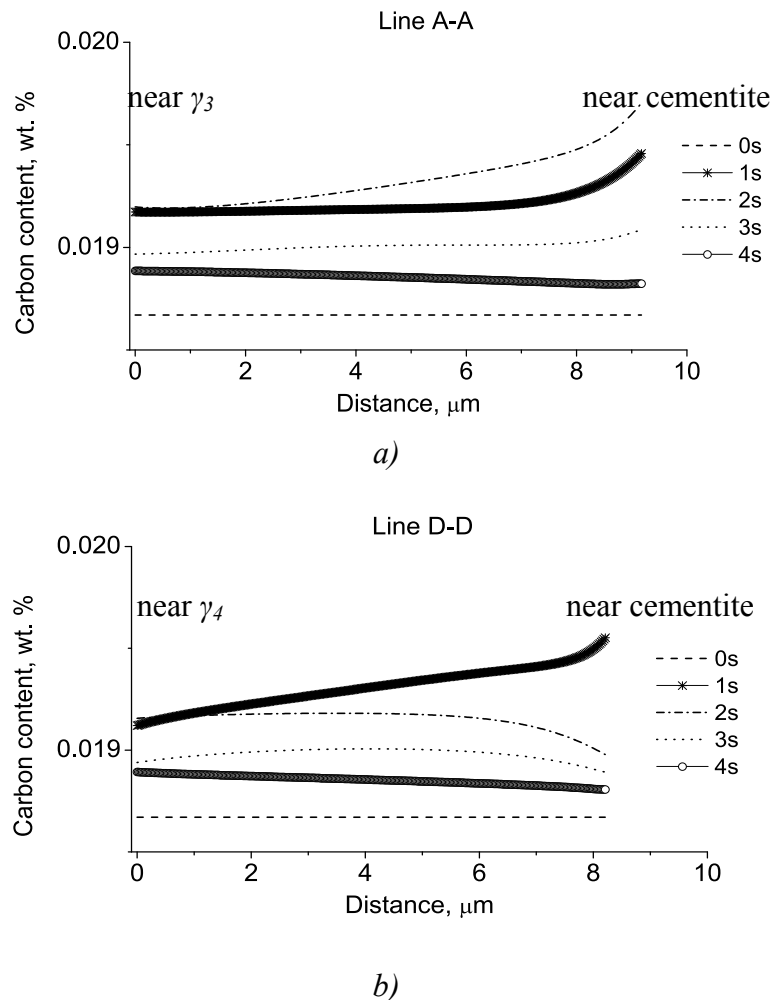 Line A-A
0.020
near γ3
near cementite
0s
1s
2s
3s
4s
0.019
Carbon content, wt. %
0
2
4
6
8
10
Distance, μm
a)
Line D-D
0.020
near γ4
near cementite
0s
1s
2s
3s
4s
0.019
Carbon content, wt. %
0
2
4
6
8
10
Distance, μm
b)